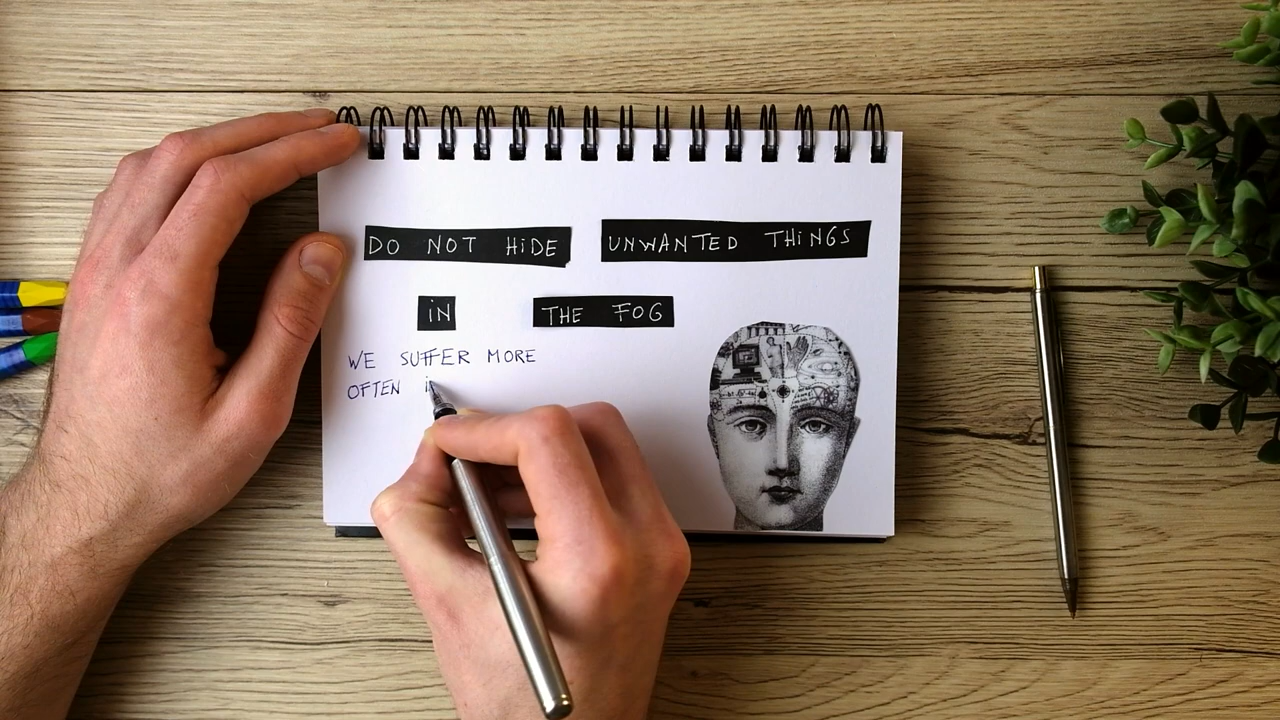 DO NOT HiDE UNWANTED THiNGS
iN THE FOG
WE SUFFER MORE
OFTEN i